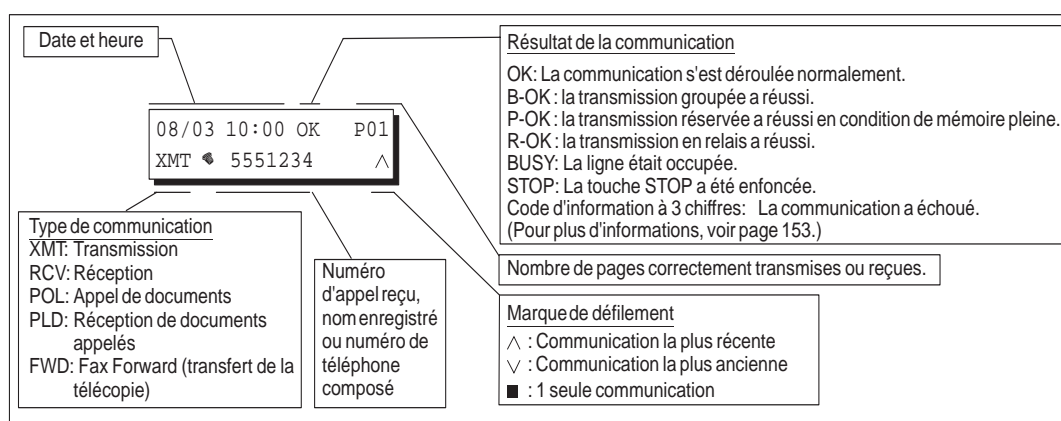 Date et heure
08/03 10:00 OK P01
XMT 5551234 ∧
Résultat de la communication
OK: La communication s'est déroulée normalement.
B-OK : la transmission groupée a réussi.
P-OK : la transmission réservée a réussi en condition de mémoire pleine.
R-OK : la transmission en relais a réussi.
BUSY: La ligne était occupée.
STOP: La touche STOP a été enfoncée.
Code d'information à 3 chiffres: La communication a échoué.
(Pour plus d'informations, voir page 153.)
Type de communication
XMT: Transmission
RCV: Réception
POL: Appel de documents
PLD: Réception de documents
appelés
FWD: Fax Forward (transfert de la
télécopie)
Numéro
d'appel reçu,
nom enregistré
ou numéro de
téléphone
composé
Nombre de pages correctement transmises ou reçues.
Marque de défilement
∧ : Communication la plus récente
∨ : Communication la plus ancienne
■ : 1 seule communication